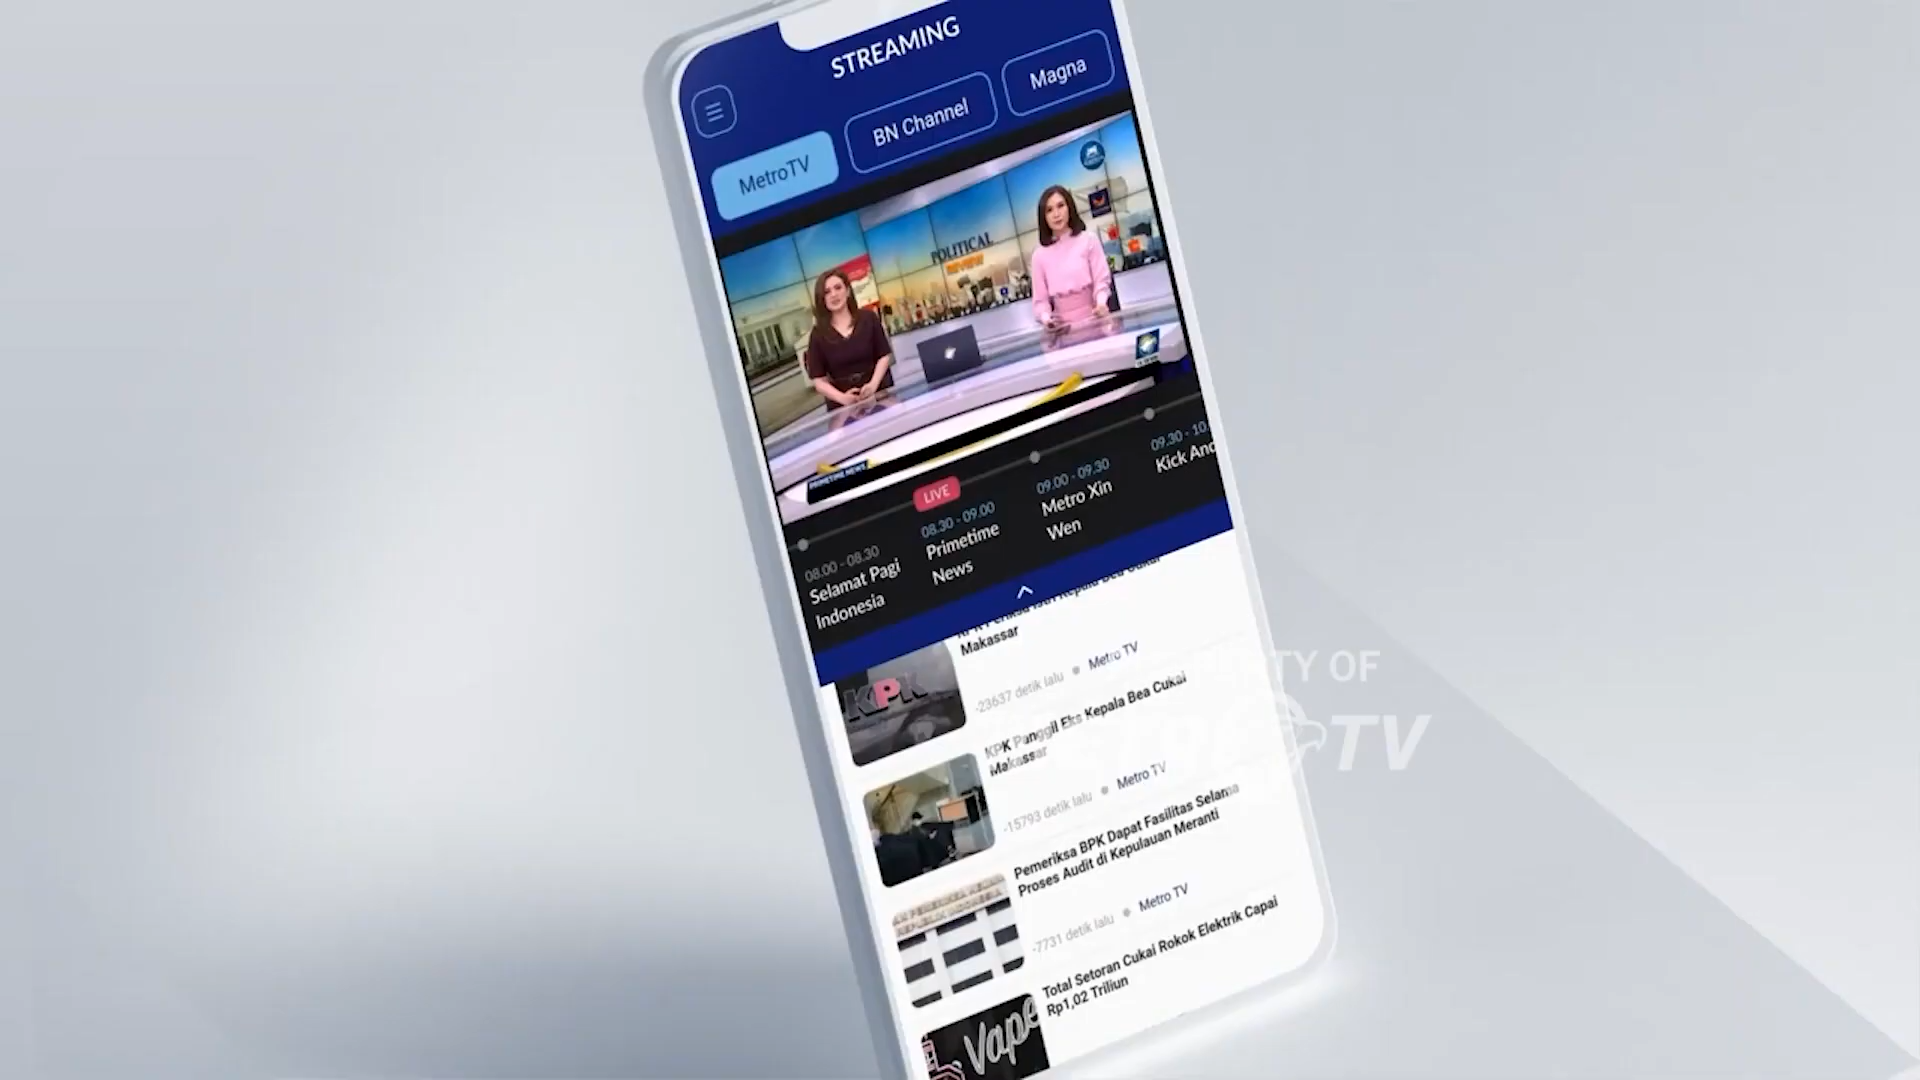 STREAMING
MetroTV
BN Channel
Magna
POLITICAL
REVIEW
PRIMETIME NEWS
LIVE
08.00 - 08.30
Selamat Pagi
Indonesia
08.30 - 09.00
Primetime
News
09.00 - 09.30
Metro Xin
Wen
09.30 - 10.
Kick And
Makassar
-23637 detik lalu • Metro TV
KPK
KPK Panggil Eks Kepala Bea Cukai
Makassar
-15793 detik lalu • Metro TV
Pemeriksa BPK Dapat Fasilitas Selama
Proses Audit di Kepulauan Meranti
-7731 detik lalu • Metro TV
Total Setoran Cukai Rokok Elektrik Capai
Rp1,02 Triliun
Vape
OF
TV